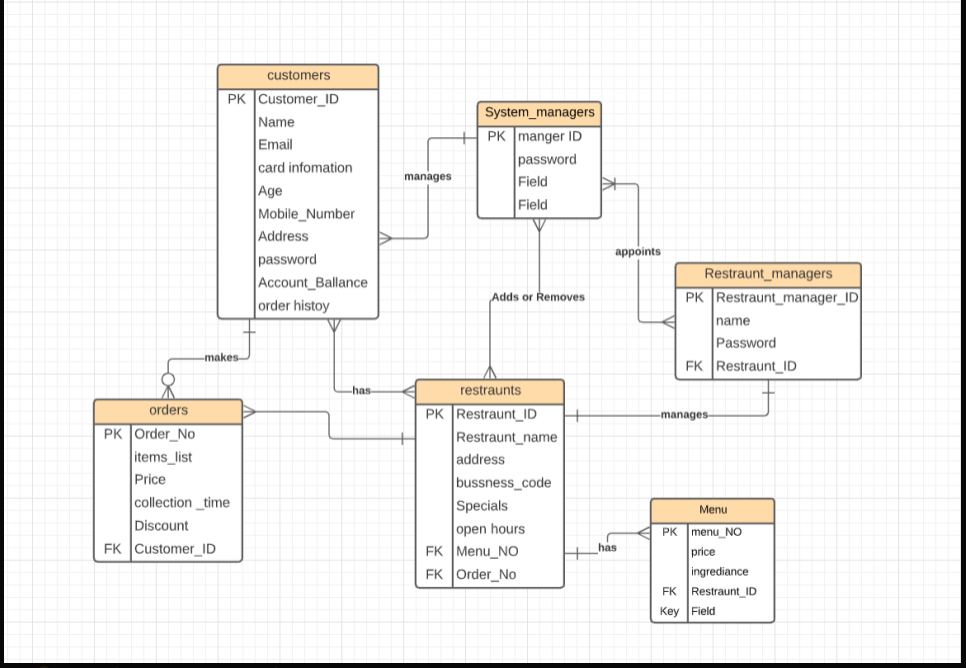 customers
PK Customer_ID
Name
Email
card infomation
Age
Mobile_Number
Address
password
Account_Ballance
order histoy
System_managers
PK manger ID
password
Field
Field
manages
appoints
Adds or Removes
Restraunt_managers
PK Restraunt_manager_ID
name
Password
FK Restraunt_ID
makes
has
manages
orders
PK Order_No
items_list
Price
collection _time
Discount
FK Customer_ID
restraunts
PK Restraunt_ID
Restraunt_name
address
bussness_code
Specials
open hours
FK Menu_NO
FK Order_No
has
Menu
PK menu_NO
price
ingrediance
FK Restraunt_ID
Key Field